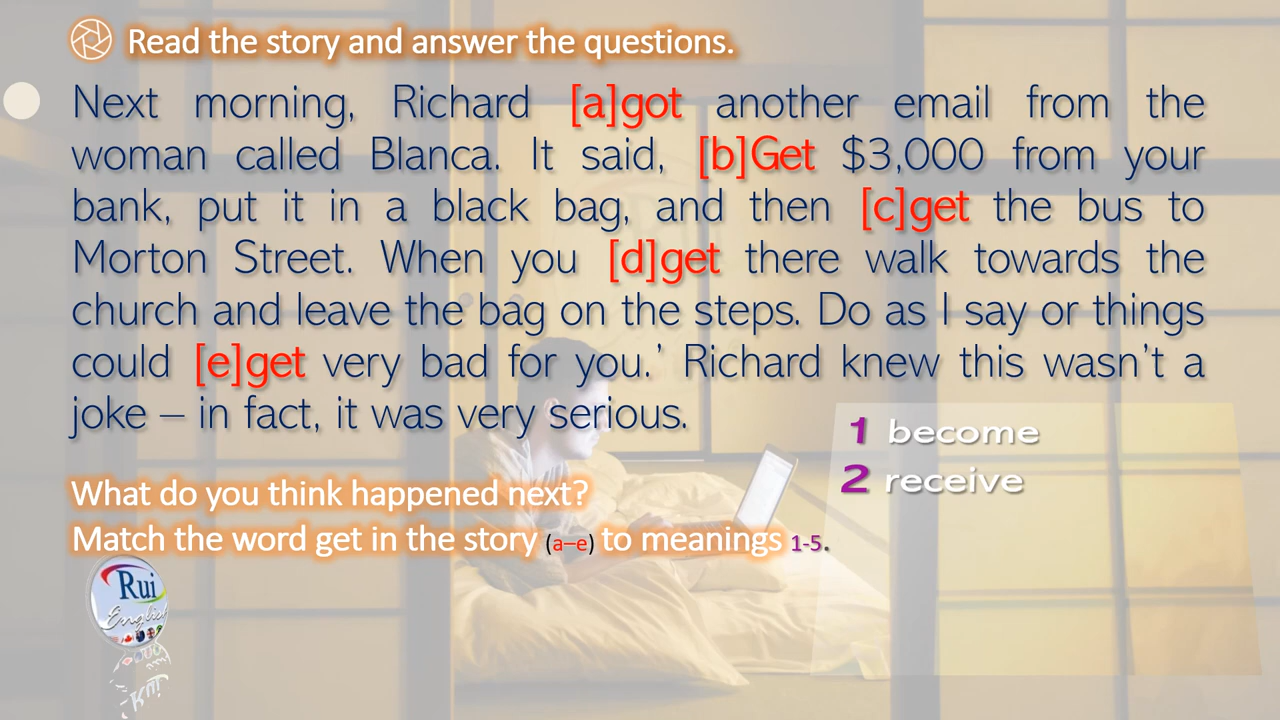 Read the story and answer the questions.
Next morning, Richard [a]got another email from the
woman called Blanca. It said, [b]Get $3,000 from your
bank, put it in a black bag, and then [c]get the bus to
Morton Street. When you [d]get there walk towards the
church and leave the bag on the steps. Do as I say or things
could [e]get very bad for you.’ Richard knew this wasn’t a
joke – in fact, it was very serious.
1 become
2 receive
What do you think happened next?
Match the word get in the story (a–e) to meanings 1-5.
Rui
English